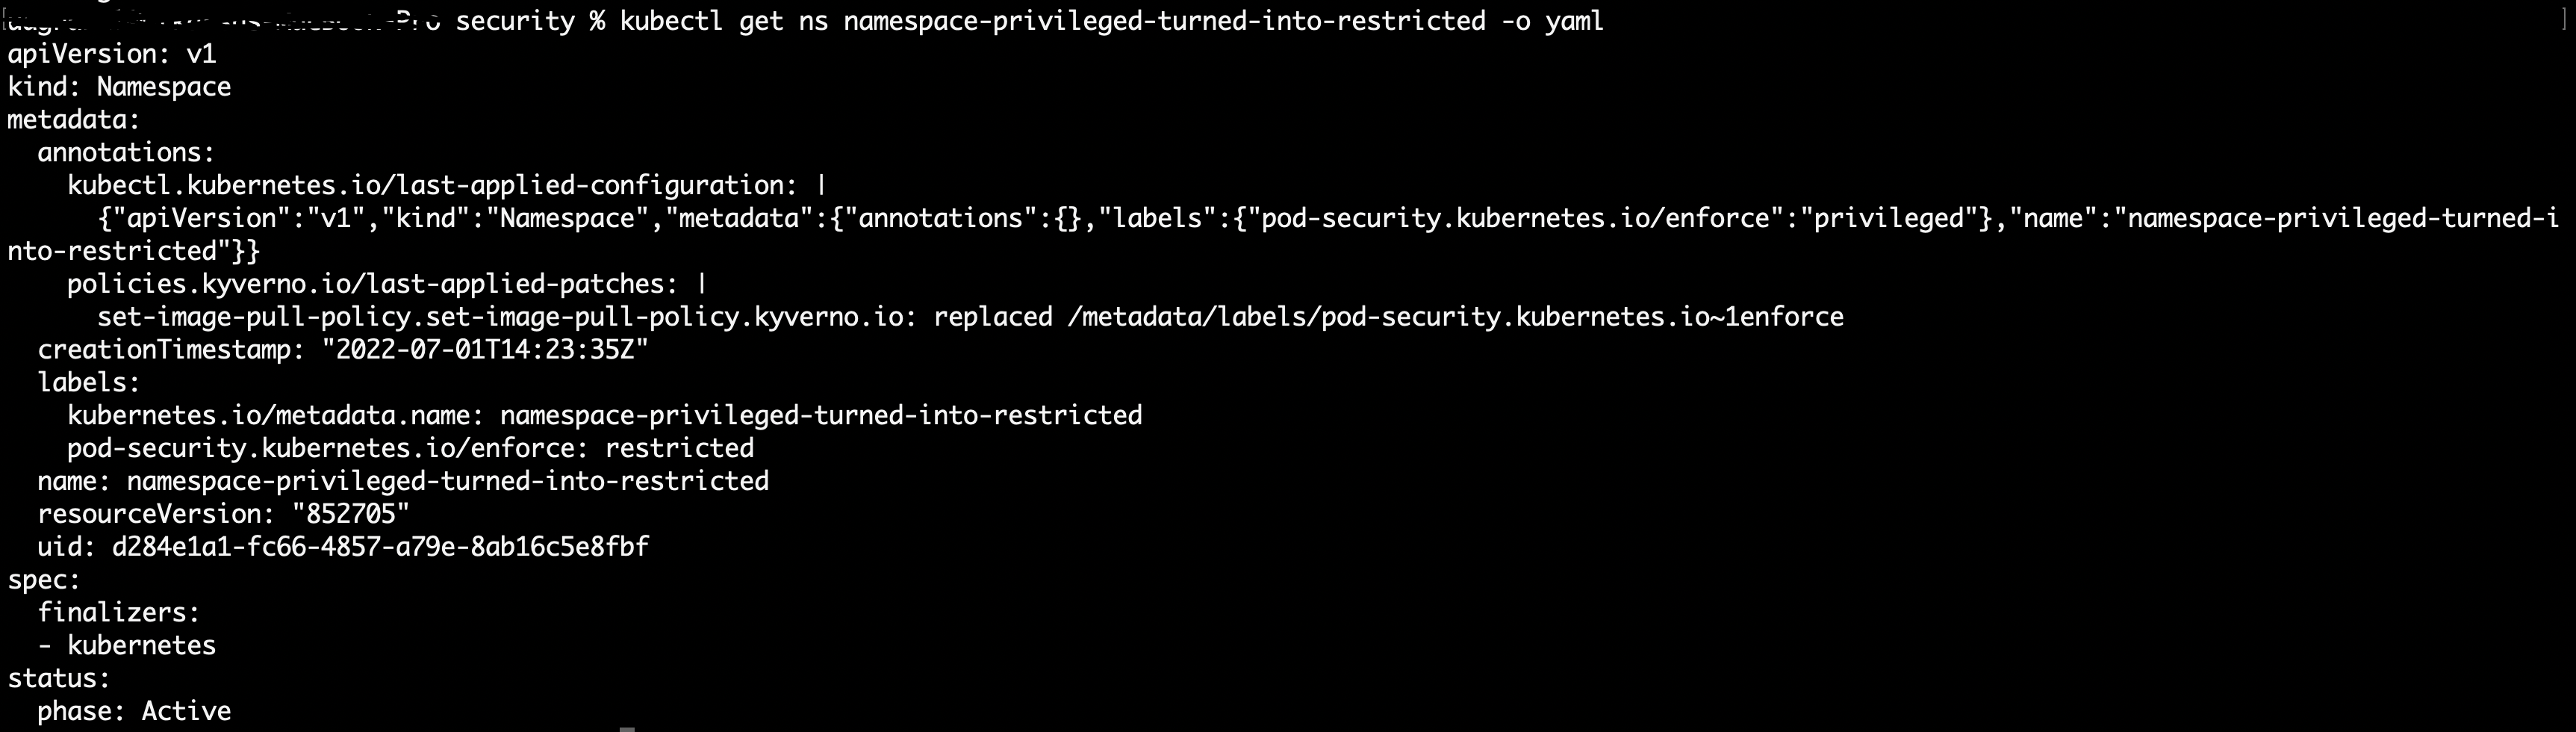 security % kubectl get ns namespace-privileged-turned-into-restricted -o yaml
apiVersion: v1
kind: Namespace
metadata:
  annotations:
    kubectl.kubernetes.io/last-applied-configuration: |
      {"apiVersion":"v1","kind":"Namespace","metadata":{"annotations":{},"labels":{"pod-security.kubernetes.io/enforce":"privileged"},"name":"namespace-privileged-turned-i
nto-restricted"}}
    policies.kyverno.io/last-applied-patches: |
      set-image-pull-policy.set-image-pull-policy.kyverno.io: replaced /metadata/labels/pod-security.kubernetes.io~1enforce
  creationTimestamp: "2022-07-01T14:23:35Z"
  labels:
    kubernetes.io/metadata.name: namespace-privileged-turned-into-restricted
    pod-security.kubernetes.io/enforce: restricted
  name: namespace-privileged-turned-into-restricted
  resourceVersion: "852705"
  uid: d284e1a1-fc66-4857-a79e-8ab16c5e8fbf
spec:
  finalizers:
  - kubernetes
status:
  phase: Active